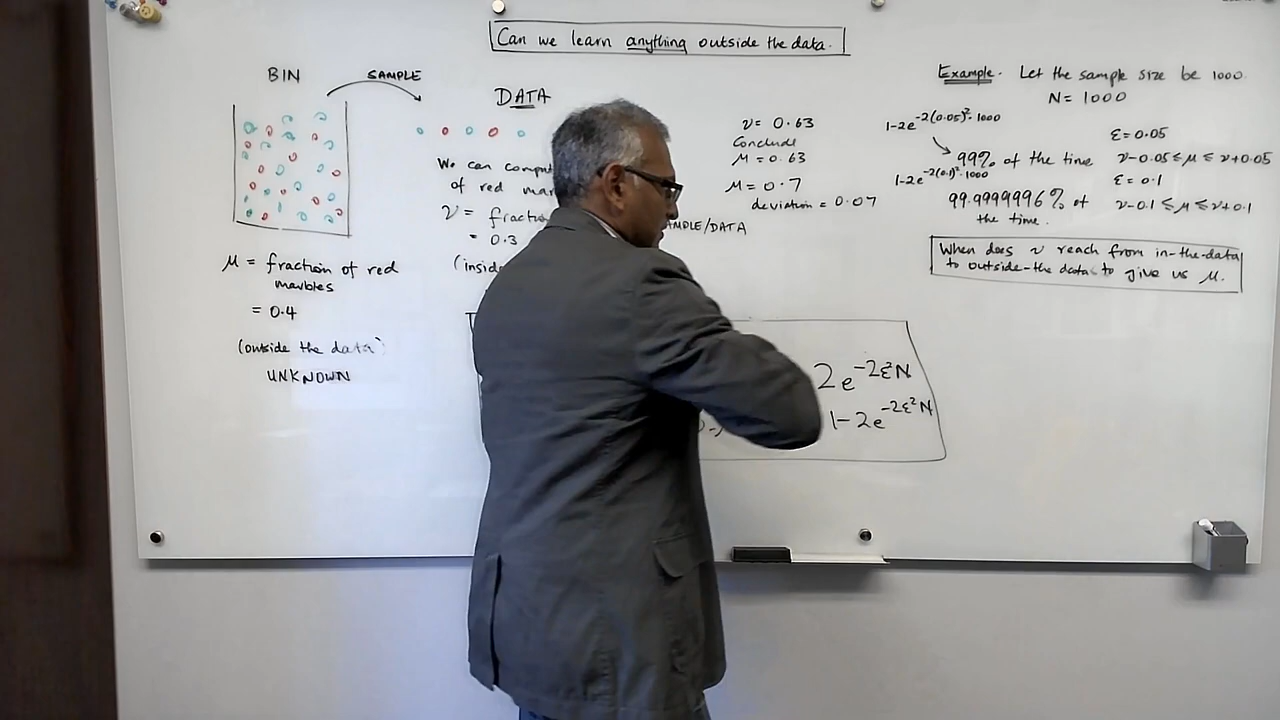 Can we learn anything outside the data.
BIN
SAMPLE
DATA
We can
of red
ν =
= 0.3
μ = fraction of red
marbles
= 0.4
(outside the data)
UNKNOWN
ν = 0.63
Conclude
μ = 0.63
μ = 0.7
deviation = 0.07
/DATA
2e^{-2ε²N}
1-2e^{-2ε²N}
Example. Let the sample size be 1000.
N = 1000
1-2e^{-2(0.05)²·1000}
ε = 0.05
99% of the time
ν-0.05 ≤ μ ≤ ν+0.05
1-2e^{-2(0.1)²·1000}
ε = 0.1
99.9999996% of
the time.
ν-0.1 ≤ μ ≤ ν+0.1
When does ν reach from in-the-data
to outside-the data to give us μ.